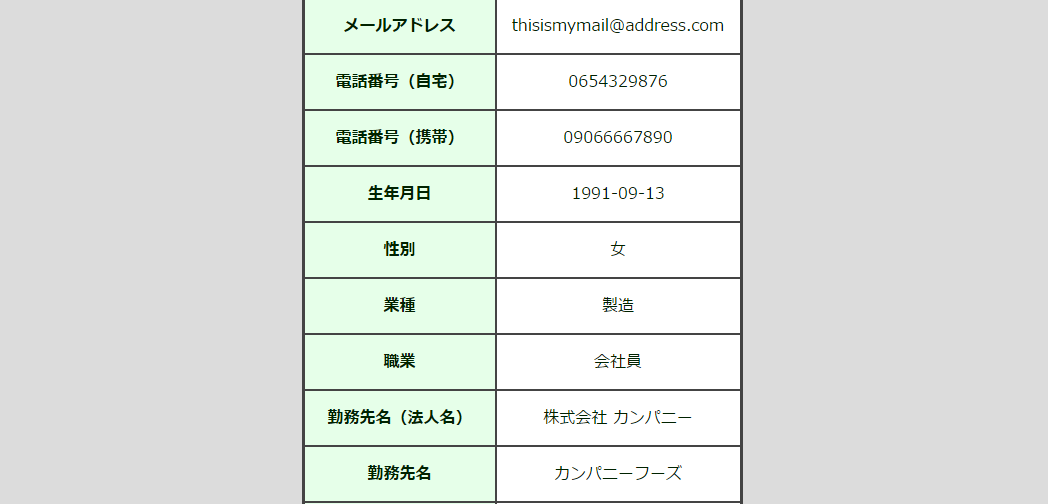 メールアドレス thisismymail@address.com
電話番号（自宅） 0654329876
電話番号（携帯） 09066667890
生年月日 1991-09-13
性別 女
業種 製造
職業 会社員
勤務先名（法人名） 株式会社 カンパニー
勤務先名 カンパニーフーズ